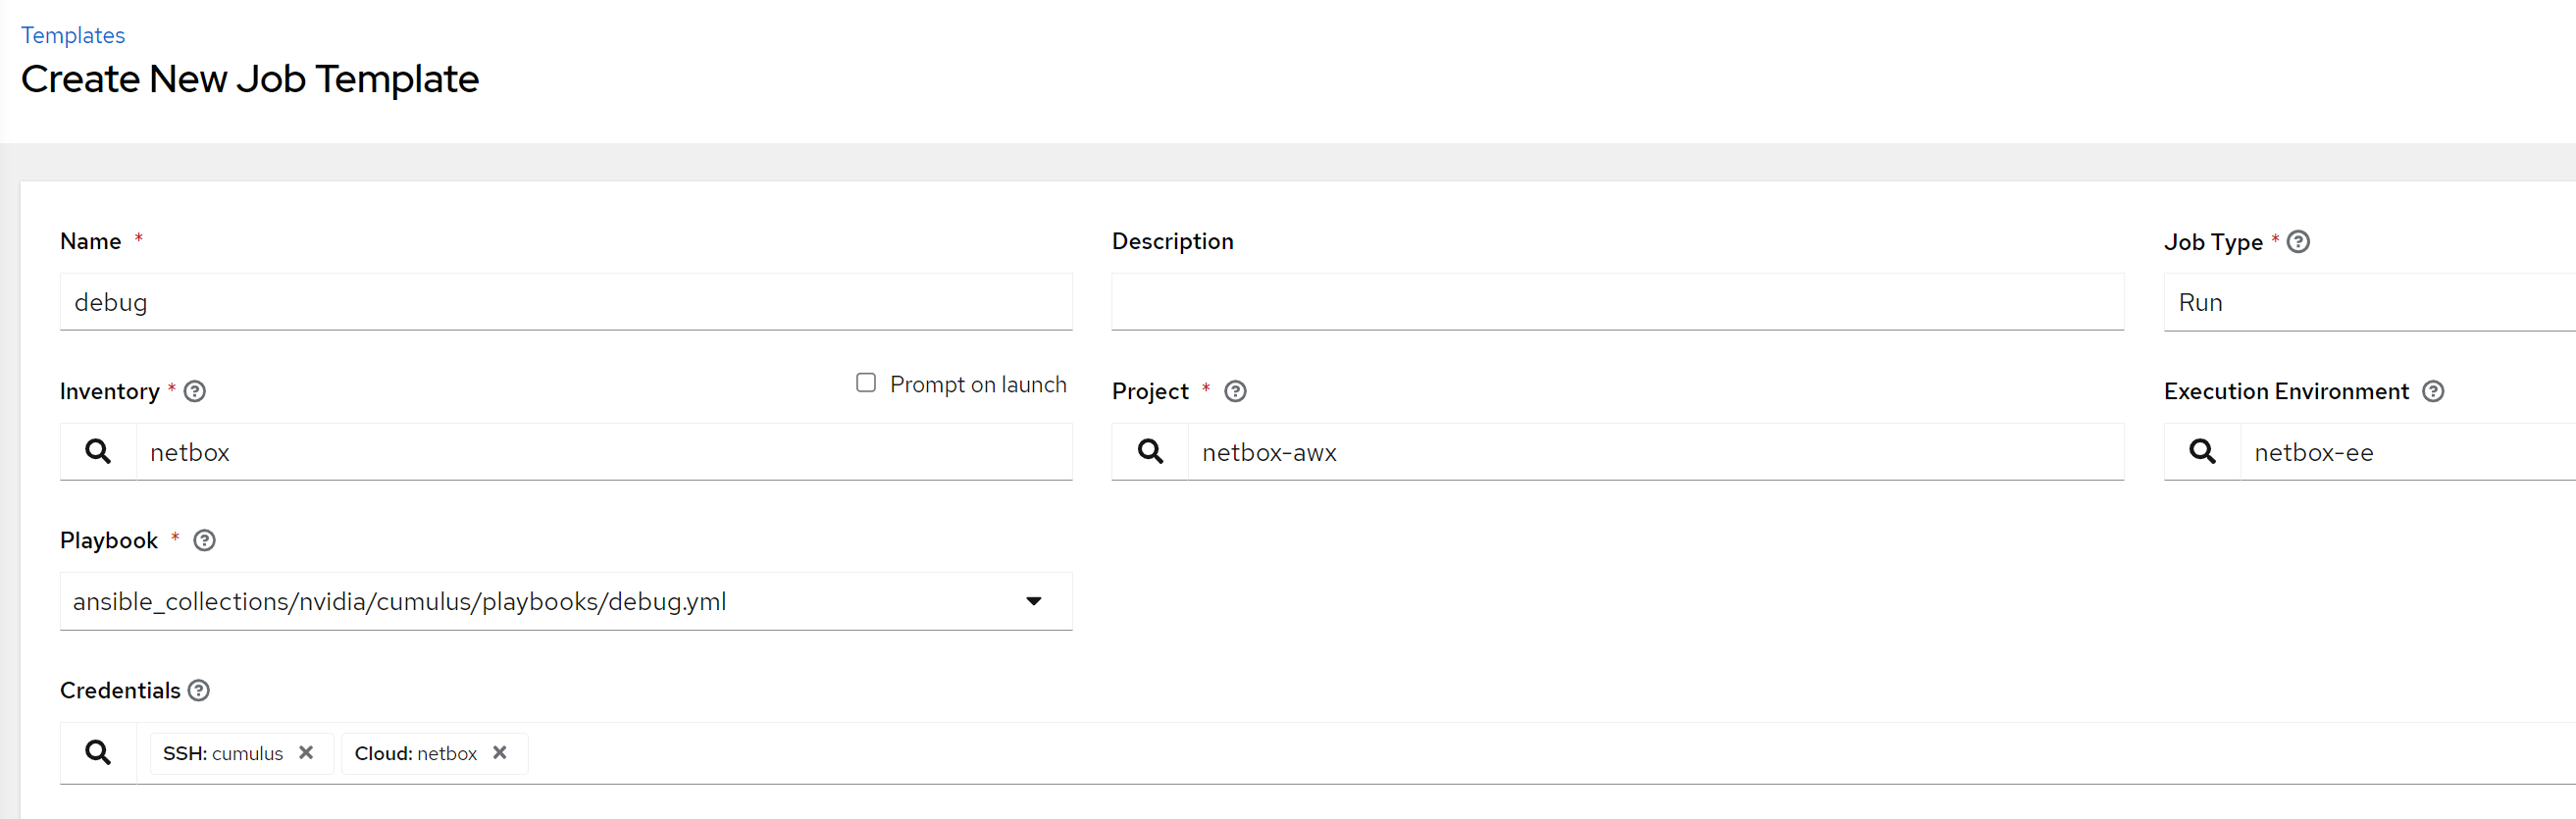 Templates
Create New Job Template
Name *
Description
Job Type *
debug
Run
Inventory *
Prompt on launch
Project *
Execution Environment
netbox
netbox-awx
netbox-ee
Playbook *
ansible_collections/nvidia/cumulus/playbooks/debug.yml
Credentials
SSH: cumulus
Cloud: netbox